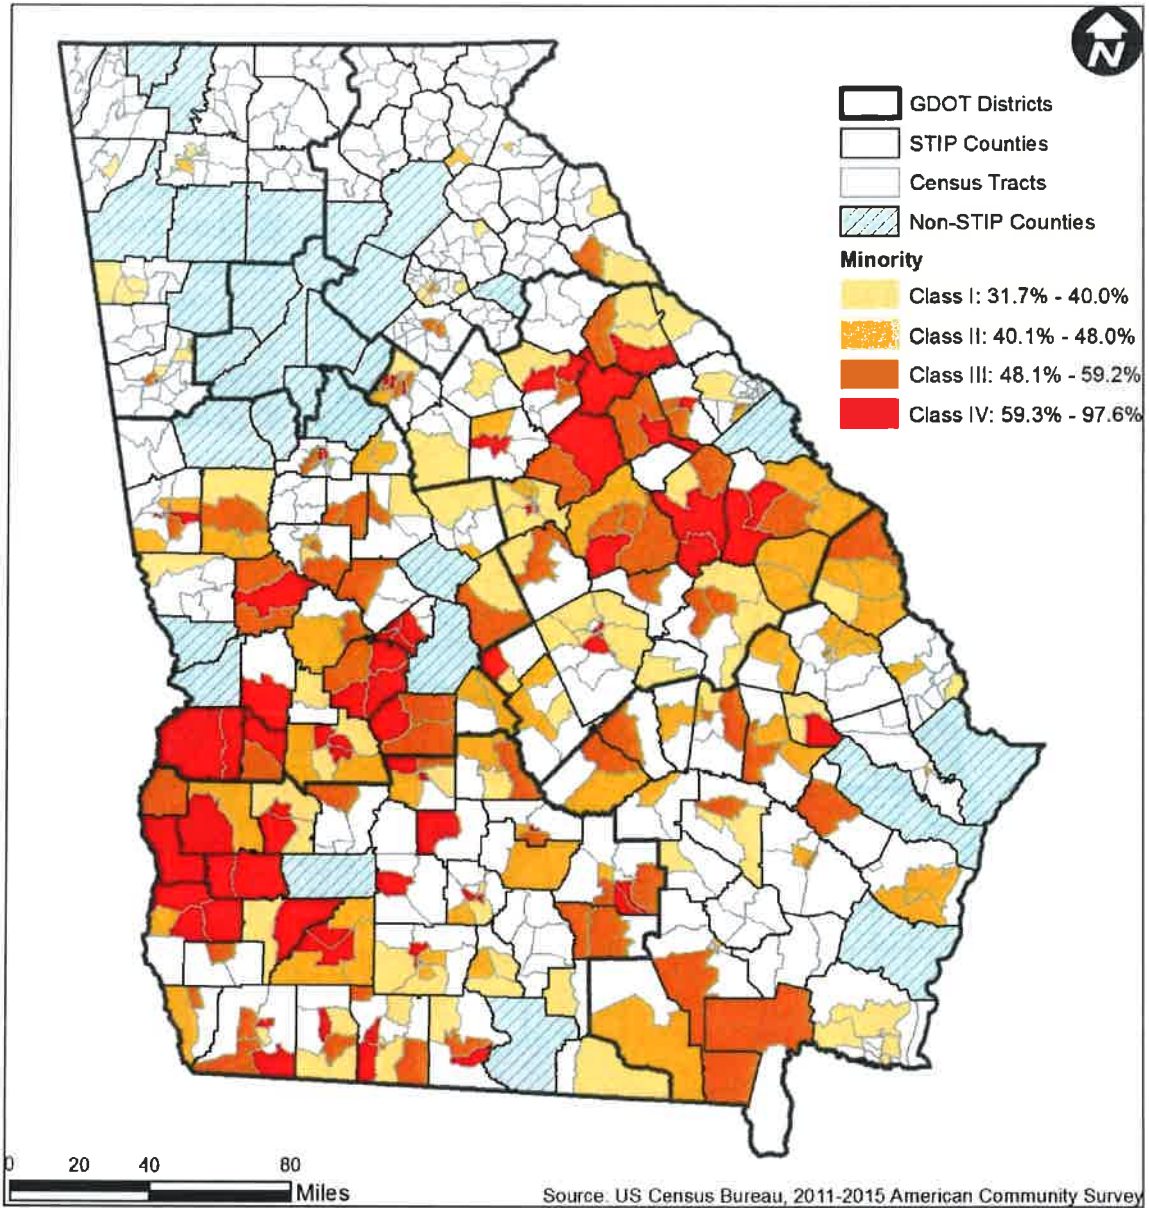 N
GDOT Districts
STIP Counties
Census Tracts
Non-STIP Counties
Minority
Class I: 31.7% - 40.0%
Class II: 40.1% - 48.0%
Class III: 48.1% - 59.2%
Class IV: 59.3% - 97.6%
0 20 40 80
Miles
Source: US Census Bureau, 2011-2015 American Community Survey